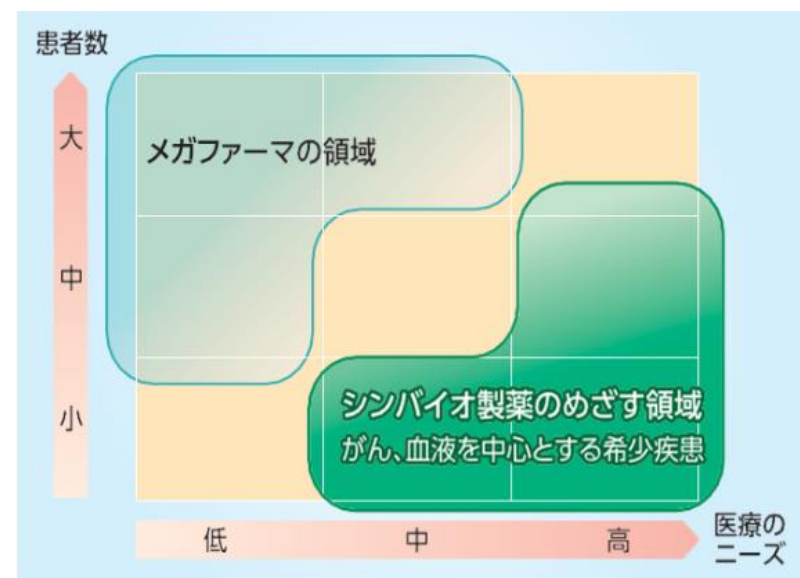 患者数
大
メガファーマの領域
中
小
シンバイオ製薬のめざす領域
がん、血液を中心とする希少疾患
低
中
高
医療の
ニーズ